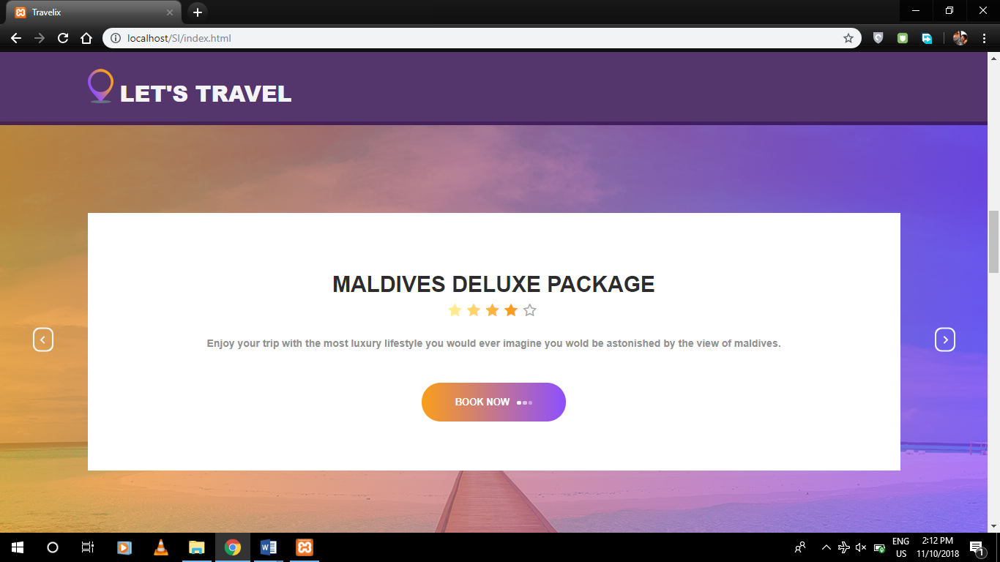 Travelix
localhost/SI/index.html
LET'S TRAVEL
MALDIVES DELUXE PACKAGE
Enjoy your trip with the most luxury lifestyle you would ever imagine you wold be astonished by the view of maldives.
BOOK NOW
ENG 2:12 PM
US 11/10/2018
1